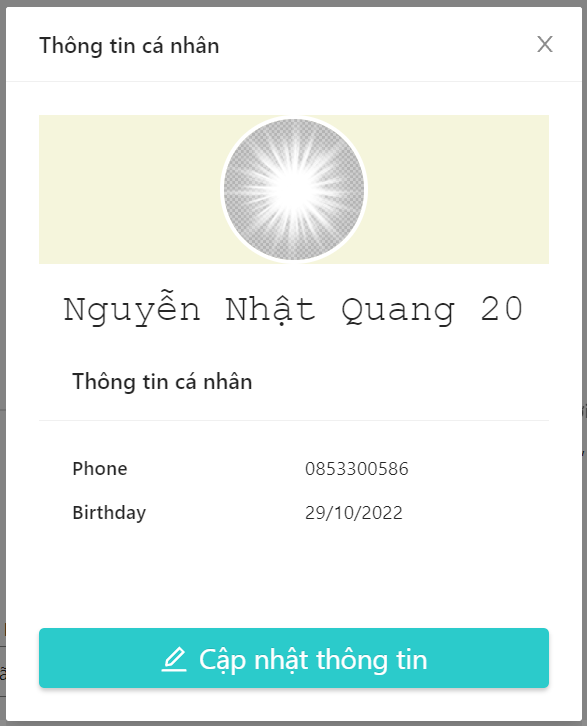 Thông tin cá nhân
Nguyễn Nhật Quang 20
Thông tin cá nhân
Phone 0853300586
Birthday 29/10/2022
Cập nhật thông tin